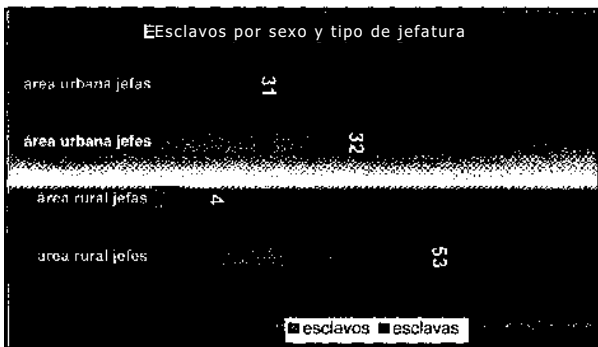 EEsclavos por sexo y tipo de jefatura
área urbana jefas 31
área urbana jefes 32
área rural jefas 4
área rural jefes 53
esclavos esclavas